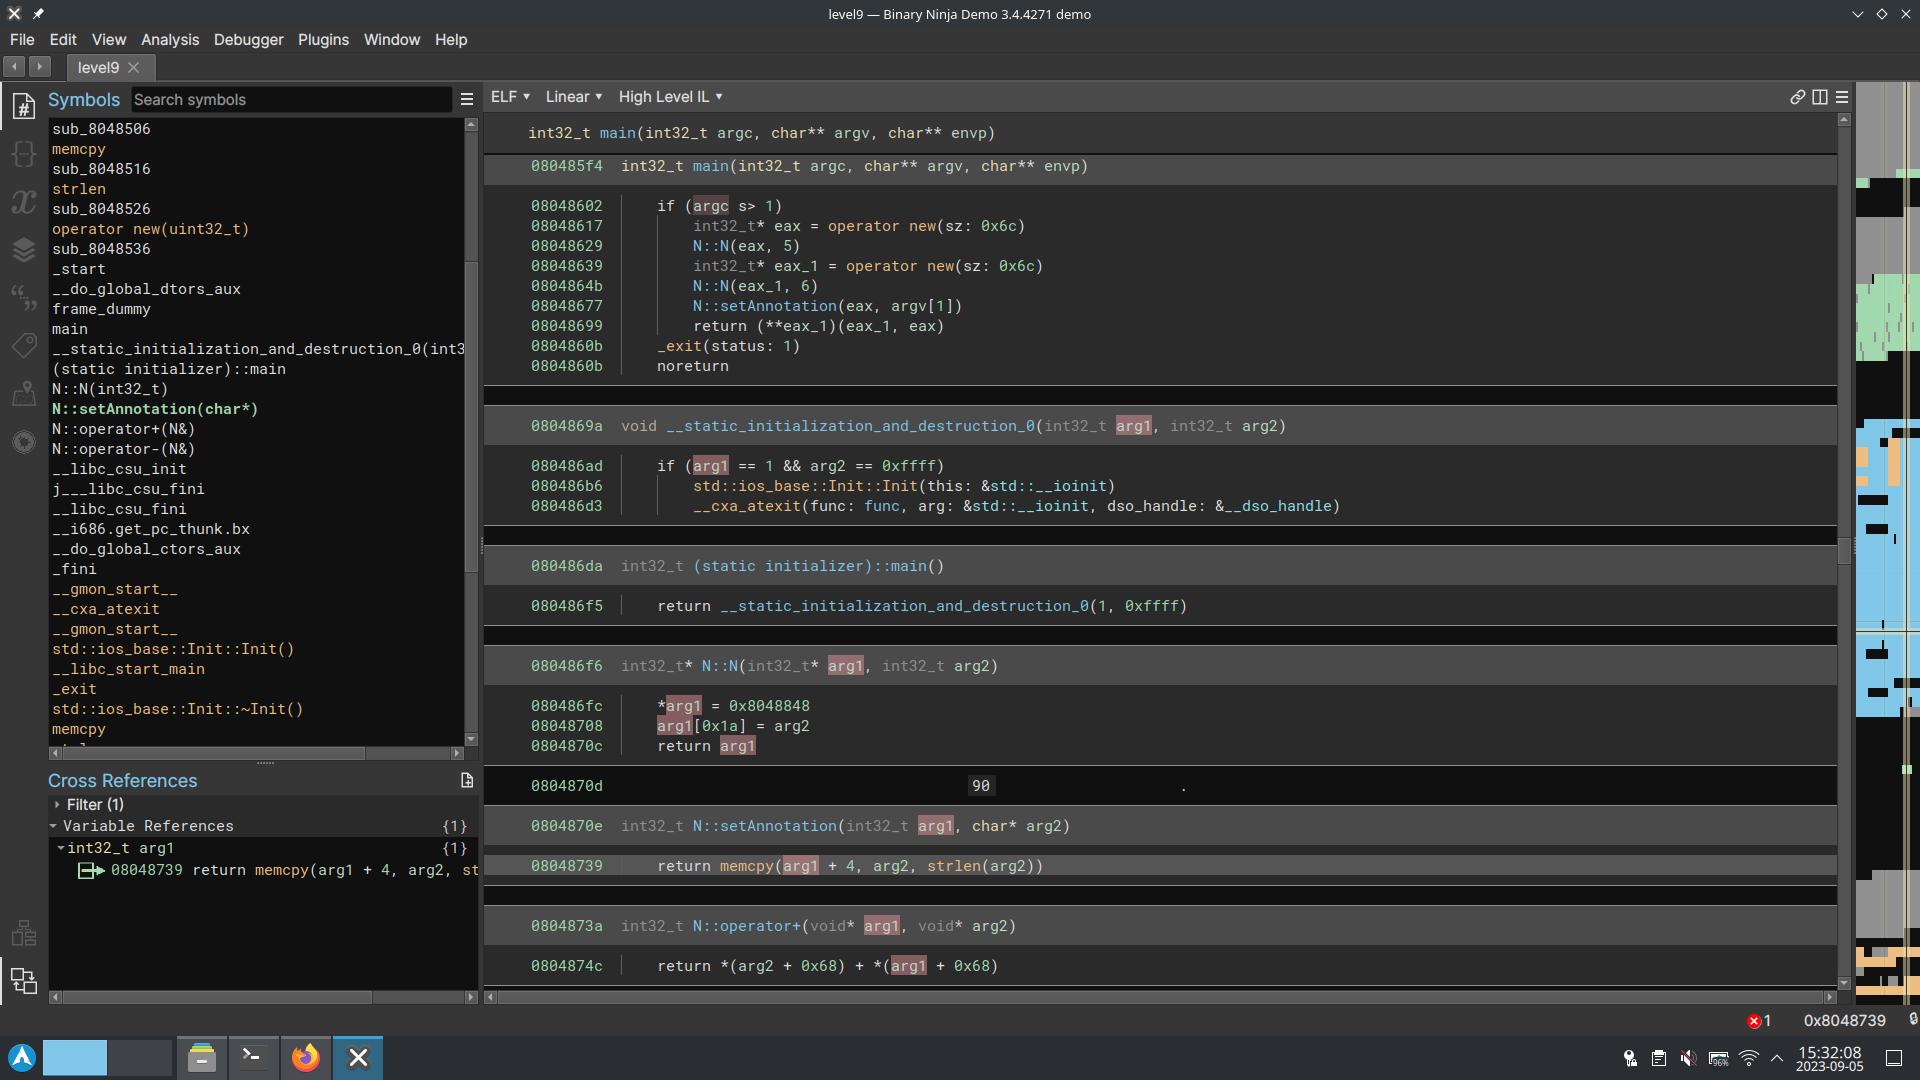 level9 — Binary Ninja Demo 3.4.4271 demo
File Edit View Analysis Debugger Plugins Window Help
level9
Symbols
Search symbols
sub_8048506
memcpy
sub_8048516
strlen
sub_8048526
operator new(uint32_t)
sub_8048536
_start
__do_global_dtors_aux
frame_dummy
main
__static_initialization_and_destruction_0(int3
(static initializer)::main
N::N(int32_t)
N::setAnnotation(char*)
N::operator+(N&)
N::operator-(N&)
__libc_csu_init
j___libc_csu_fini
__libc_csu_fini
__i686.get_pc_thunk.bx
__do_global_ctors_aux
_fini
__gmon_start__
__cxa_atexit
__gmon_start__
std::ios_base::Init::Init()
__libc_start_main
_exit
std::ios_base::Init::~Init()
memcpy
Cross References
Filter (1)
Variable References {1}
int32_t arg1 {1}
08048739 return memcpy(arg1 + 4, arg2, st
ELF Linear High Level IL
int32_t main(int32_t argc, char** argv, char** envp)
080485f4 int32_t main(int32_t argc, char** argv, char** envp)
08048602 if (argc s> 1)
08048617 int32_t* eax = operator new(sz: 0x6c)
08048629 N::N(eax, 5)
08048639 int32_t* eax_1 = operator new(sz: 0x6c)
0804864b N::N(eax_1, 6)
08048677 N::setAnnotation(eax, argv[1])
08048699 return (**eax_1)(eax_1, eax)
0804860b _exit(status: 1)
0804860b noreturn
0804869a void __static_initialization_and_destruction_0(int32_t arg1, int32_t arg2)
080486ad if (arg1 == 1 && arg2 == 0xffff)
080486b6 std::ios_base::Init::Init(this: &std::__ioinit)
080486d3 __cxa_atexit(func: func, arg: &std::__ioinit, dso_handle: &__dso_handle)
080486da int32_t (static initializer)::main()
080486f5 return __static_initialization_and_destruction_0(1, 0xffff)
080486f6 int32_t* N::N(int32_t* arg1, int32_t arg2)
080486fc *arg1 = 0x8048848
08048708 arg1[0x1a] = arg2
0804870c return arg1
0804870d 90 .
0804870e int32_t N::setAnnotation(int32_t arg1, char* arg2)
08048739 return memcpy(arg1 + 4, arg2, strlen(arg2))
0804873a int32_t N::operator+(void* arg1, void* arg2)
0804874c return *(arg2 + 0x68) + *(arg1 + 0x68)
1 0x8048739
96%
15:32:08
2023-09-05